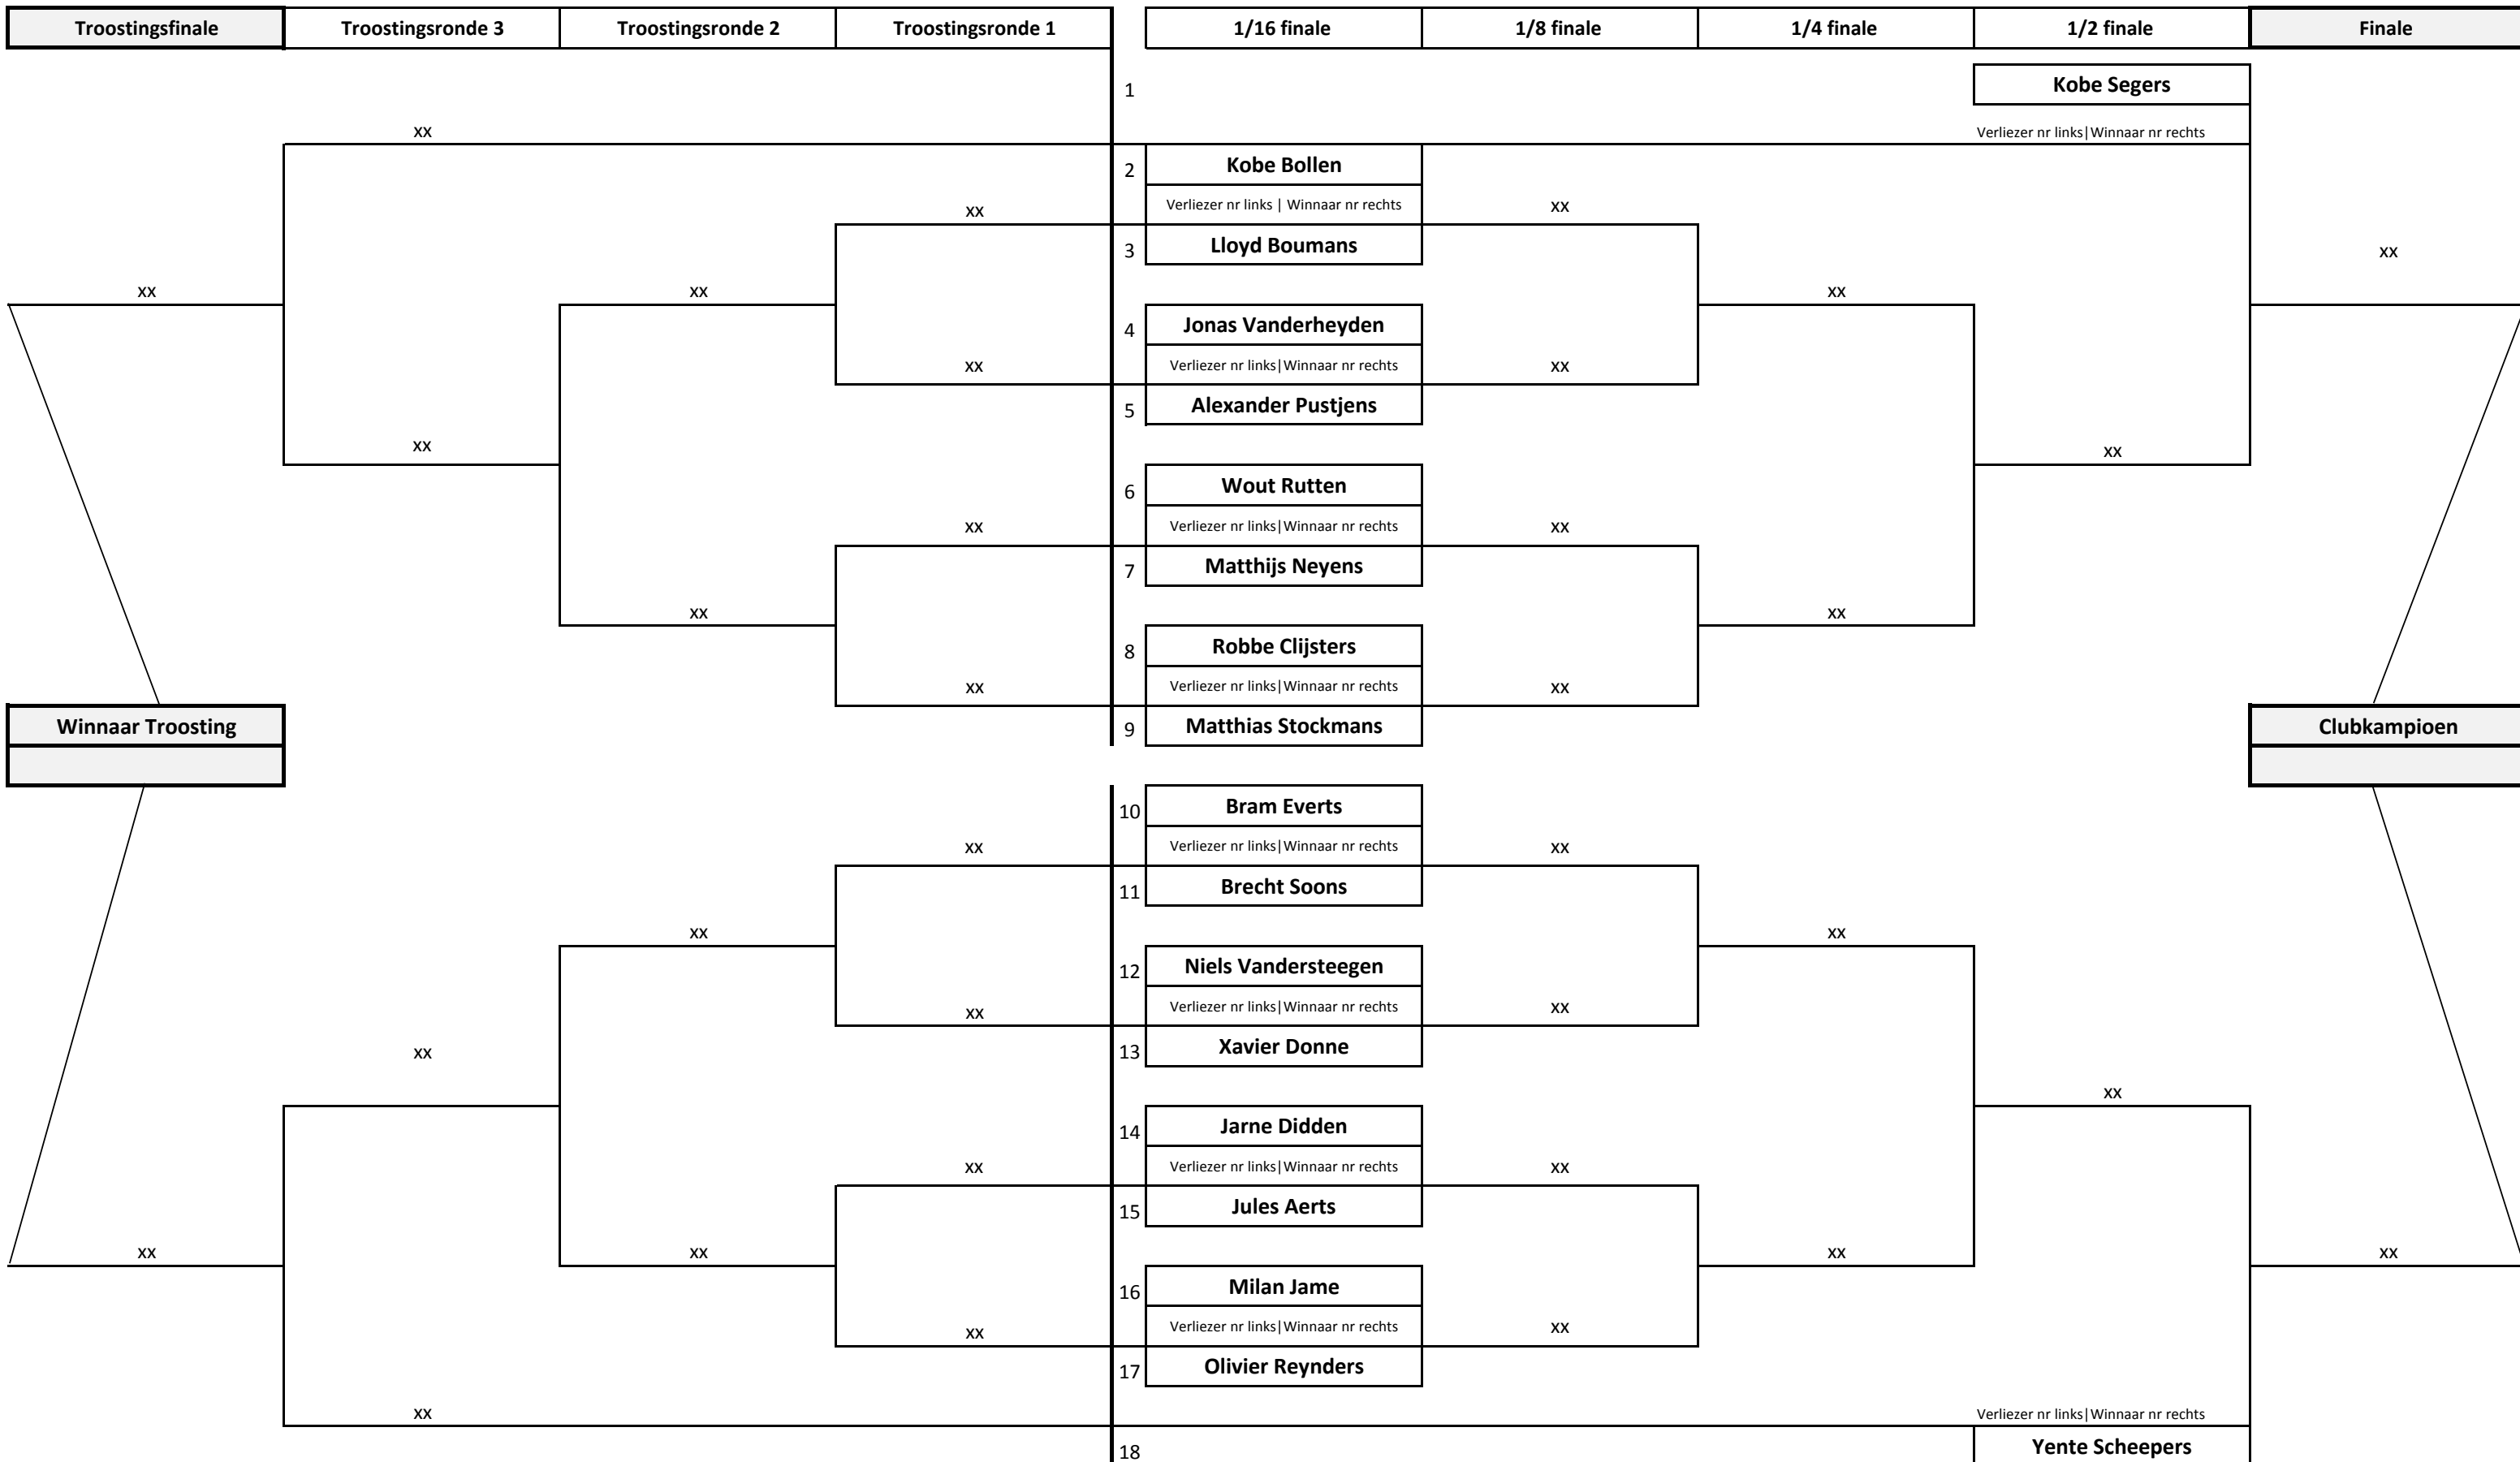 Troostingsfinale Troostingsronde 3 Troostingsronde 2 Troostingsronde 1 1/16 finale 1/8 finale 1/4 finale 1/2 finale Finale
1 Kobe Segers
xx Verliezer nr links|Winnaar nr rechts
2 Kobe Bollen
xx Verliezer nr links | Winnaar nr rechts xx
3 Lloyd Boumans xx
xx xx xx
4 Jonas Vanderheyden
xx Verliezer nr links|Winnaar nr rechts xx
5 Alexander Pustjens
xx xx
6 Wout Rutten
xx Verliezer nr links|Winnaar nr rechts xx
7 Matthijs Neyens
xx xx
8 Robbe Clijsters
xx Verliezer nr links|Winnaar nr rechts xx
Winnaar Troosting 9 Matthias Stockmans Clubkampioen
10 Bram Everts
xx Verliezer nr links|Winnaar nr rechts xx
11 Brecht Soons
xx xx
12 Niels Vandersteegen
xx Verliezer nr links|Winnaar nr rechts xx
xx 13 Xavier Donne
xx
14 Jarne Didden
xx Verliezer nr links|Winnaar nr rechts xx
15 Jules Aerts
xx xx xx xx
16 Milan Jame
xx Verliezer nr links|Winnaar nr rechts xx
17 Olivier Reynders
xx Verliezer nr links|Winnaar nr rechts
18 Yente Scheepers